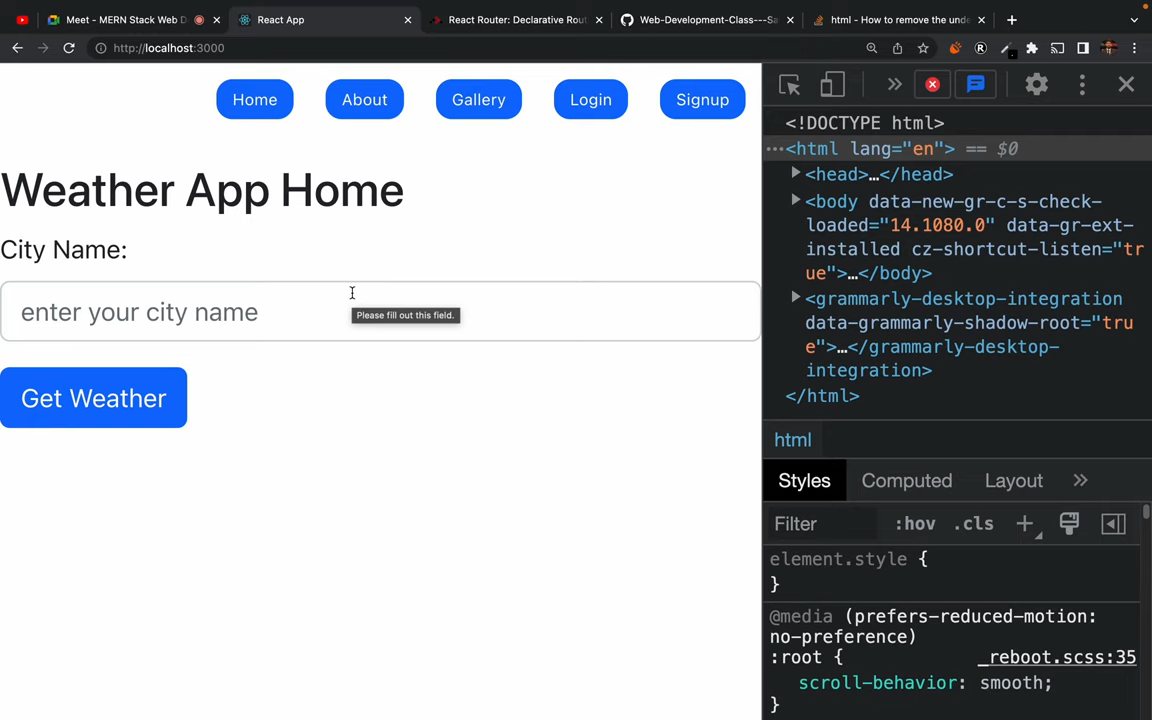 Meet - MERN Stack Web D
React App
React Router: Declarative Rout
Web-Development-Class---Sa
html - How to remove the unde
http://localhost:3000
Home
About
Gallery
Login
Signup
Weather App Home
City Name:
enter your city name
Please fill out this field.
Get Weather
<!DOCTYPE html>
<html lang="en"> == $0
<head>…</head>
<body data-new-gr-c-s-check-
loaded="14.1080.0" data-gr-ext-
installed cz-shortcut-listen="tr
ue">…</body>
<grammarly-desktop-integration
data-grammarly-shadow-root="tru
e">…</grammarly-desktop-
integration>
</html>
html
Styles
Computed
Layout
Filter
:hov
.cls
element.style {
}
@media (prefers-reduced-motion:
no-preference)
:root {
_reboot.scss:35
scroll-behavior: smooth;
}